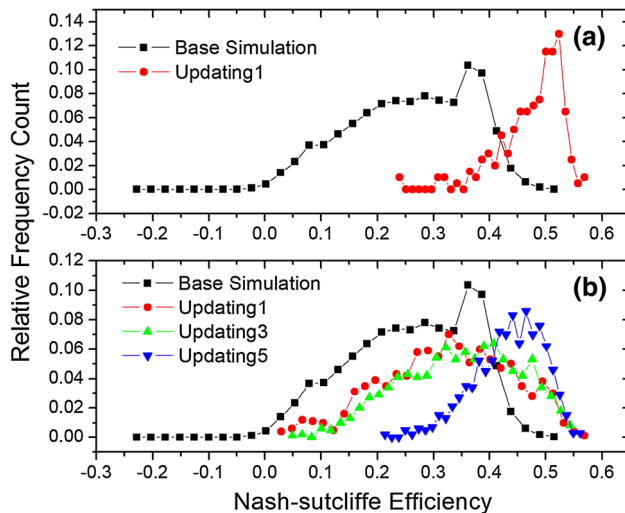 Relative Frequency Count
0.14
0.12
0.10
0.08
0.06
0.04
0.02
0.00
-0.02
Base Simulation
Updating1
(a)
-0.3 -0.2 -0.1 0.0 0.1 0.2 0.3 0.4 0.5 0.6
0.12
0.10
0.08
0.06
0.04
0.02
0.00
Base Simulation
Updating1
Updating3
Updating5
(b)
-0.3 -0.2 -0.1 0.0 0.1 0.2 0.3 0.4 0.5 0.6
Nash-sutcliffe Efficiency